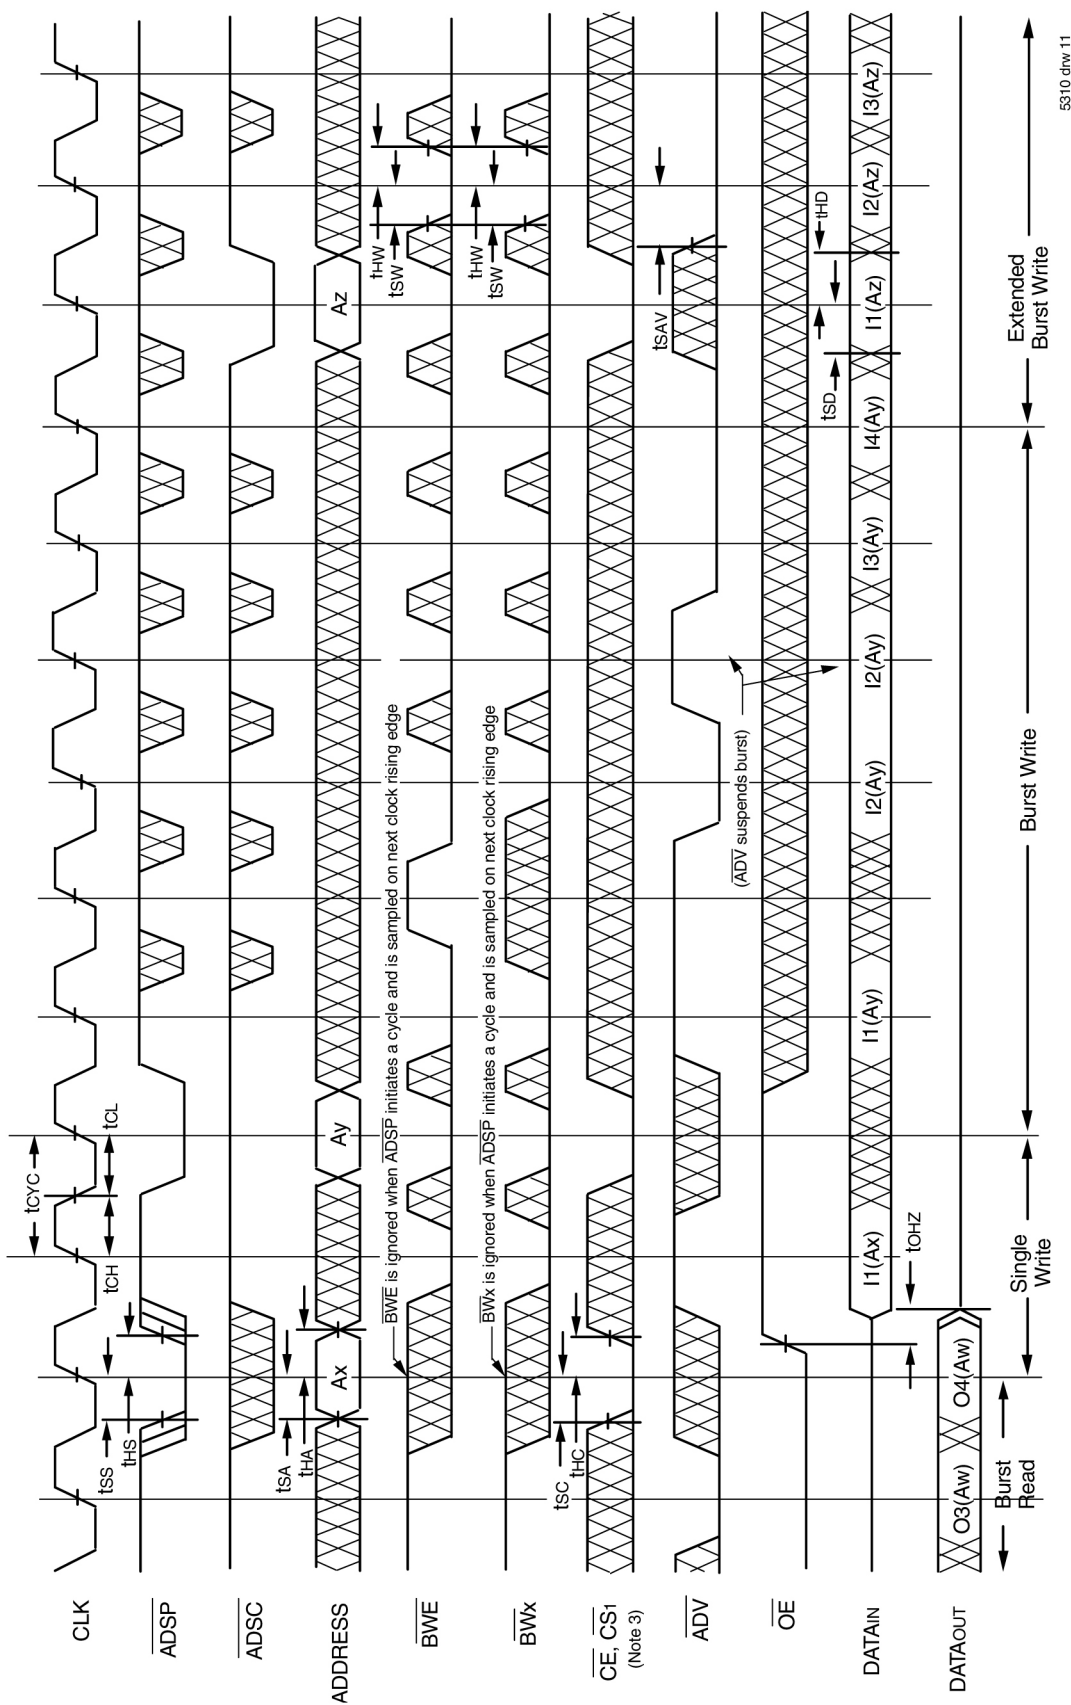 CLK
tCYC
tCH
tCL
ADSP
tSS
tHS
ADSC
ADDRESS
tSA
tHA
Ax
Ay
Az
BWE is ignored when ADSP initiates a cycle and is sampled on next clock rising edge
BWE
tHW
tSW
BWx is ignored when ADSP initiates a cycle and is sampled on next clock rising edge
BWx
tHW
tSW
CE, CS1
(Note 3)
tSC
tHC
ADV
tSAV
(ADV suspends burst)
OE
DATAIN
I1(Ax)
I1(Ay)
I2(Ay)
I2(Ay)
I3(Ay)
I4(Ay)
I1(Az)
I2(Az)
I3(Az)
tSD
tHD
DATAOUT
O3(Aw)
O4(Aw)
tOHZ
Burst
Read
Single
Write
Burst Write
Extended
Burst Write
5310 drw 11